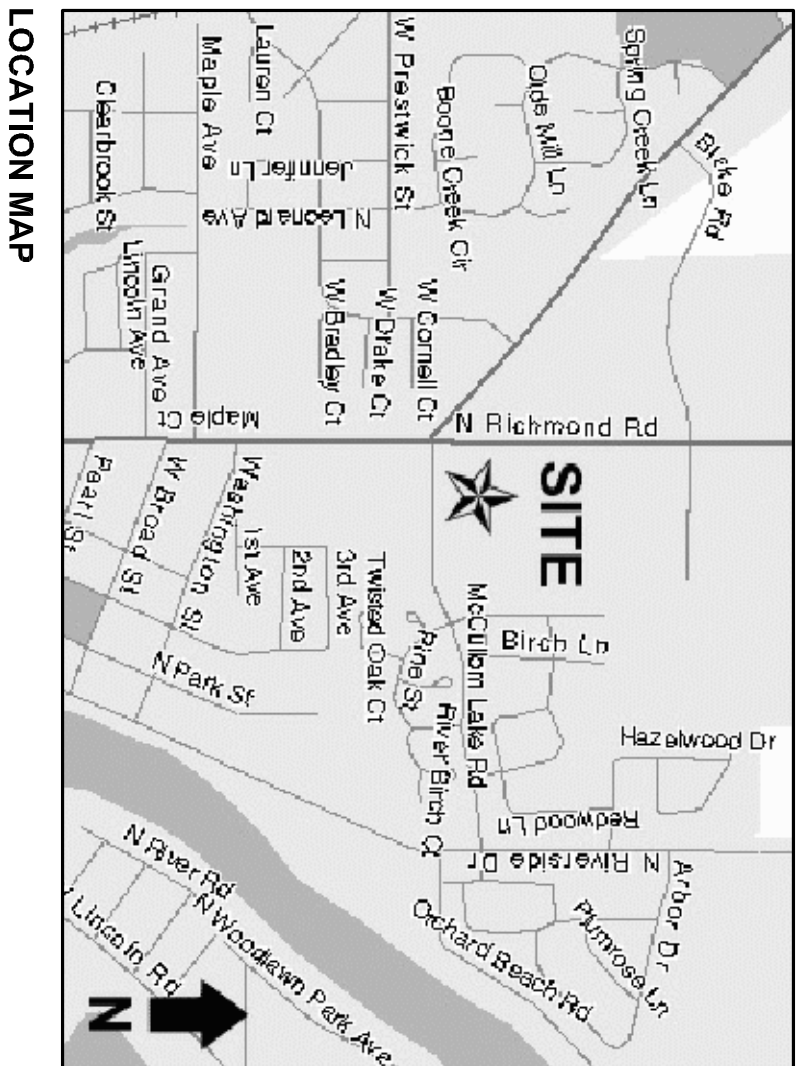 LOCATION MAP
Clearbrook St
Maple Ave
Lauren Ct
W Prestwick St
Boone Creek Cir
Olde Mill Ln
Spring Creek Ln
Blake Rd
Jennifer Ln
N Leonard Ave
Lincoln Ave
Grand Ave
Maple Ct
W Bradley Ct
W Drake Ct
W Cornell Ct
N Richmond Rd
SITE
Pearl St
W Broad St
Washington St
1st Ave
2nd Ave
3rd Ave
Twisted Oak Ct
Pine St
McCullom Lake Rd
Birch Ln
N Park St
River Birch Ct
Hazelwood Dr
Redwood Ln
N Riverside Dr
Arbor Dr
Plumrose Ln
Orchard Beach Rd
N River Rd
N Woodlawn Park Ave
Lincoln Rd
N